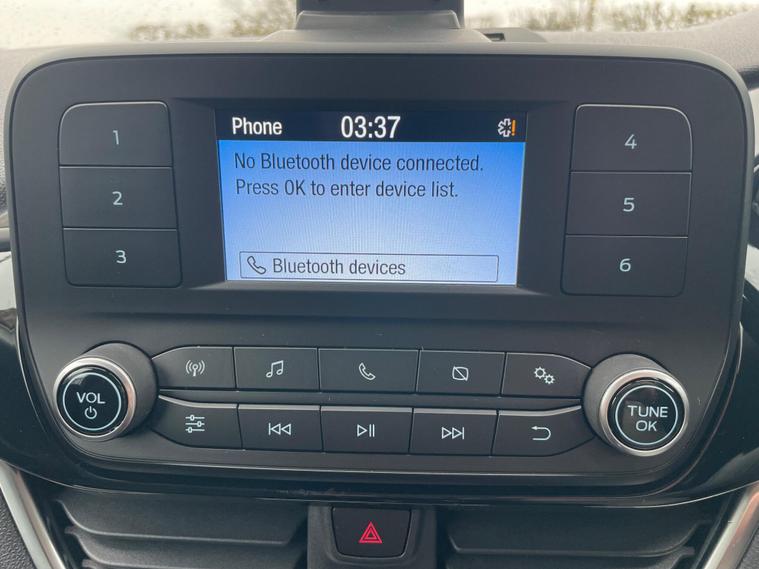 Phone 03:37
No Bluetooth device connected.
Press OK to enter device list.
Bluetooth devices
1
2
3
4
5
6
VOL
TUNE
OK